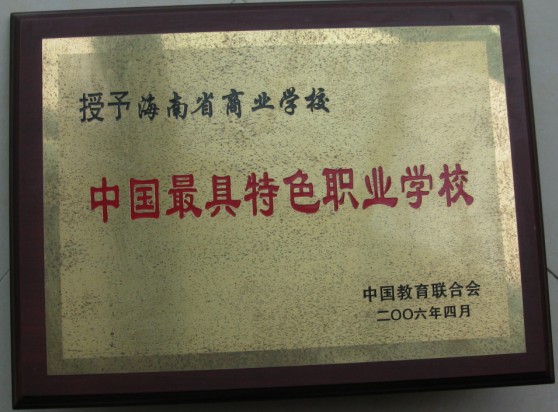 授予海南省商业学校
中国最具特色职业学校
中国教育联合会
二〇〇六年四月